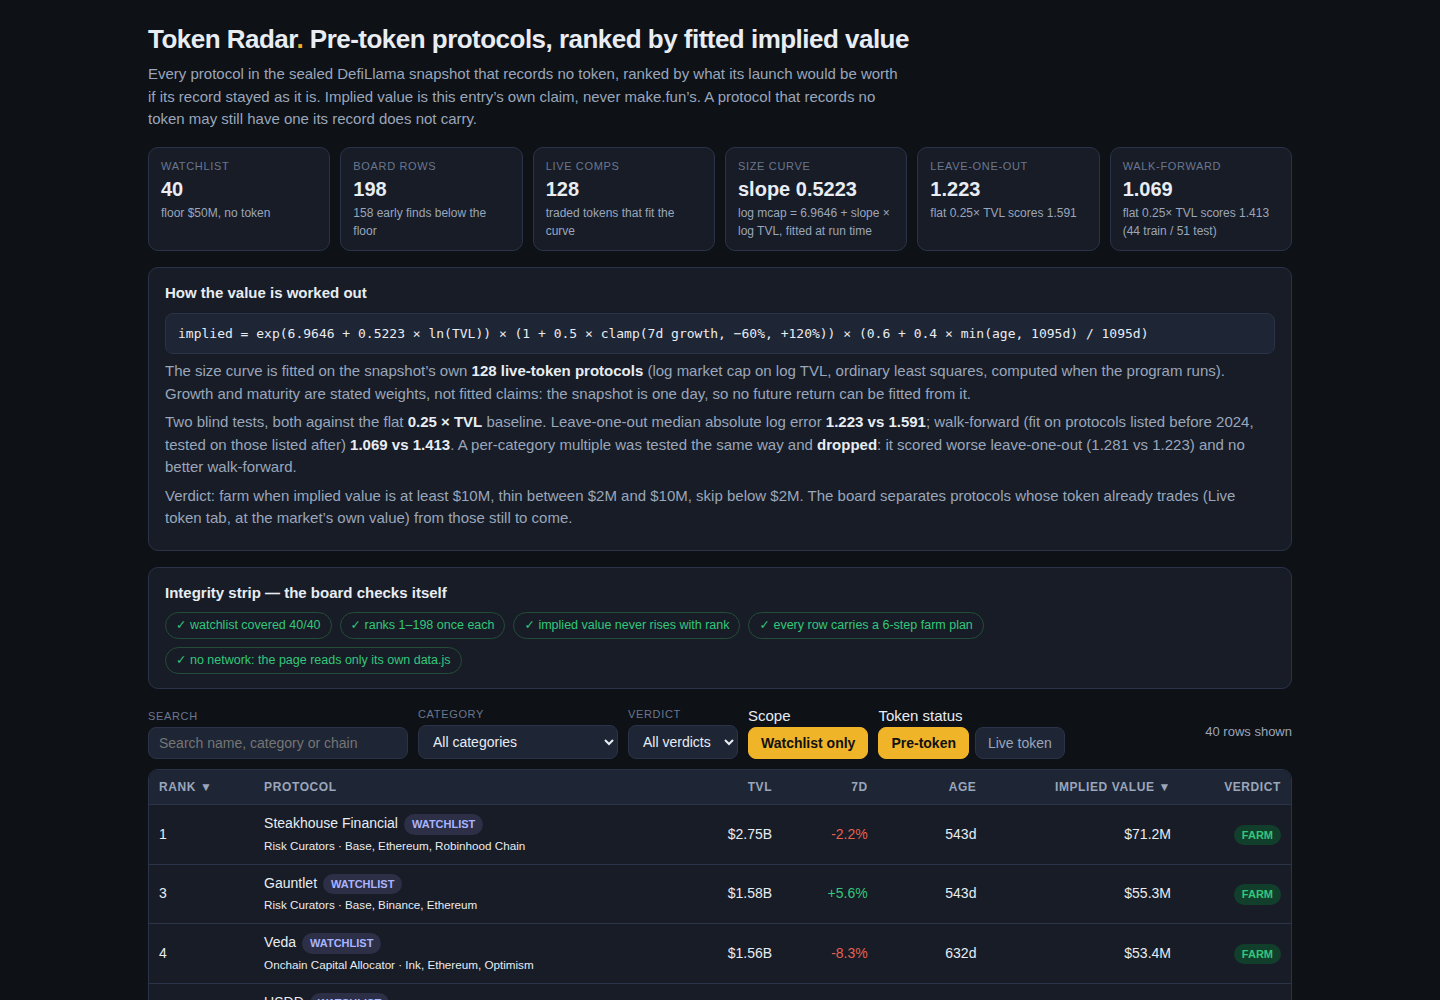 Token Radar. Pre-token protocols, ranked by fitted implied value
Every protocol in the sealed DefiLlama snapshot that records no token, ranked by what its launch would be worth
if its record stayed as it is. Implied value is this entry’s own claim, never make.fun’s. A protocol that records no
token may still have one its record does not carry.
WATCHLIST
40
floor $50M, no token
BOARD ROWS
198
158 early finds below the
floor
LIVE COMPS
128
traded tokens that fit the
curve
SIZE CURVE
slope 0.5223
log mcap = 6.9646 + slope ×
log TVL, fitted at run time
LEAVE-ONE-OUT
1.223
flat 0.25× TVL scores 1.591
WALK-FORWARD
1.069
flat 0.25× TVL scores 1.413
(44 train / 51 test)
How the value is worked out
implied = exp(6.9646 + 0.5223 × ln(TVL)) × (1 + 0.5 × clamp(7d growth, −60%, +120%)) × (0.6 + 0.4 × min(age, 1095d) / 1095d)
The size curve is fitted on the snapshot’s own 128 live-token protocols (log market cap on log TVL, ordinary least squares, computed when the program runs).
Growth and maturity are stated weights, not fitted claims: the snapshot is one day, so no future return can be fitted from it.
Two blind tests, both against the flat 0.25 × TVL baseline. Leave-one-out median absolute log error 1.223 vs 1.591; walk-forward (fit on protocols listed before 2024,
tested on those listed after) 1.069 vs 1.413. A per-category multiple was tested the same way and dropped: it scored worse leave-one-out (1.281 vs 1.223) and no
better walk-forward.
Verdict: farm when implied value is at least $10M, thin between $2M and $10M, skip below $2M. The board separates protocols whose token already trades (Live
token tab, at the market’s own value) from those still to come.
Integrity strip — the board checks itself
✓ watchlist covered 40/40
✓ ranks 1–198 once each
✓ implied value never rises with rank
✓ every row carries a 6-step farm plan
✓ no network: the page reads only its own data.js
SEARCH
Search name, category or chain
CATEGORY
All categories
VERDICT
All verdicts
Scope
Watchlist only
Token status
Pre-token
Live token
40 rows shown
RANK ▼ PROTOCOL TVL 7D AGE IMPLIED VALUE ▼ VERDICT
1 Steakhouse Financial WATCHLIST $2.75B -2.2% 543d $71.2M FARM
Risk Curators · Base, Ethereum, Robinhood Chain
3 Gauntlet WATCHLIST $1.58B +5.6% 543d $55.3M FARM
Risk Curators · Base, Binance, Ethereum
4 Veda WATCHLIST $1.56B -8.3% 632d $53.4M FARM
Onchain Capital Allocator · Ink, Ethereum, Optimism